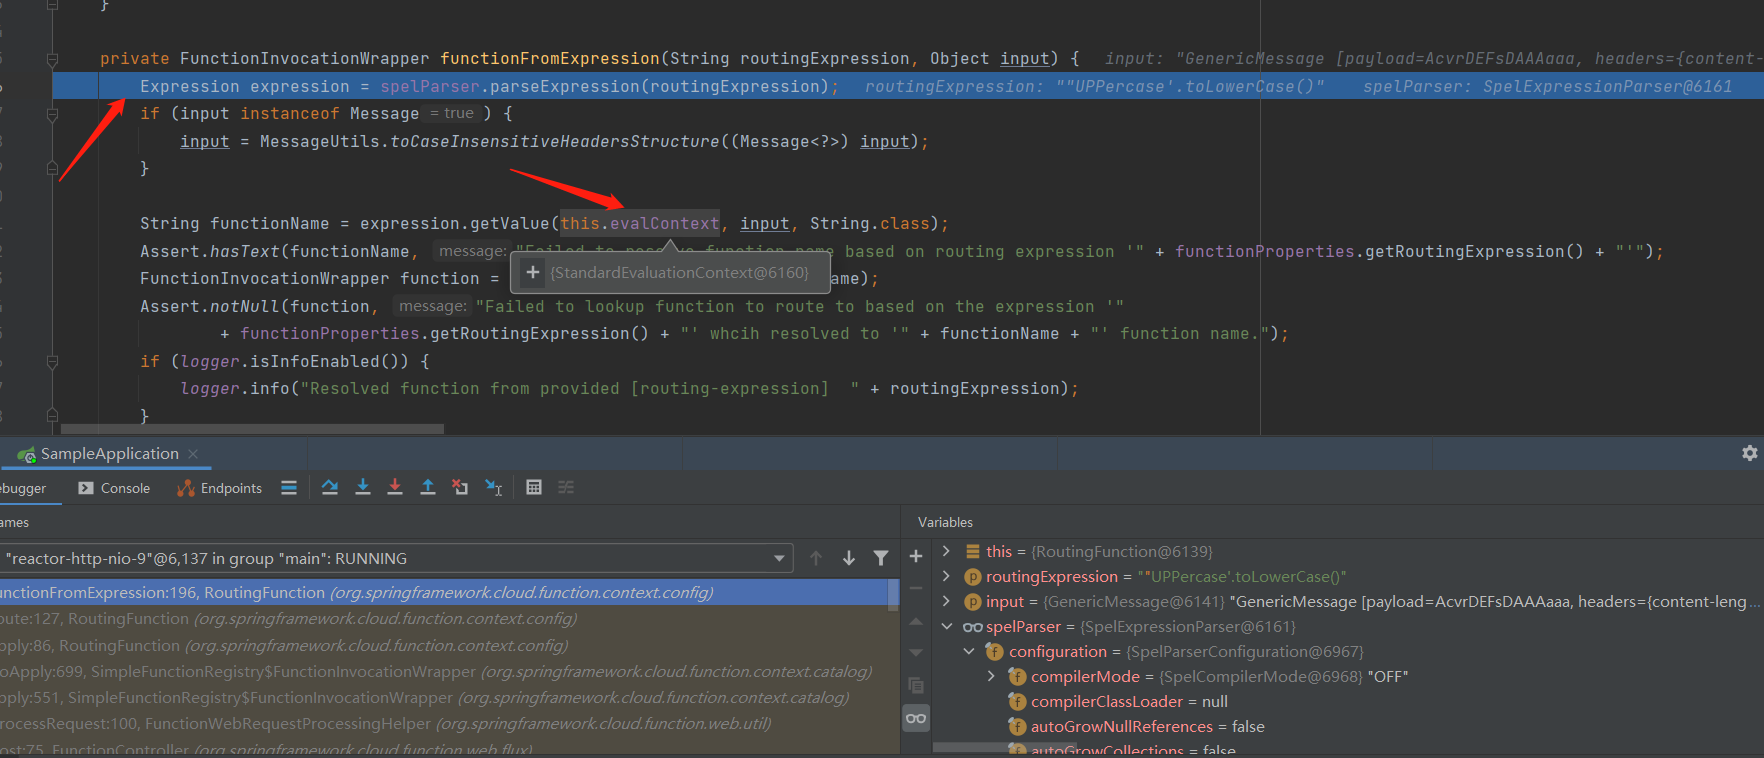 }
private FunctionInvocationWrapper functionFromExpression(String routingExpression, Object input) {   input: "GenericMessage [payload=AcvrDEFsDAAAaaa, headers={content-
Expression expression = spelParser.parseExpression(routingExpression);   routingExpression: ""UPPercase'.toLowerCase()"    spelParser: SpelExpressionParser@6161
if (input instanceof Message = true ) {
input = MessageUtils.toCaseInsensitiveHeadersStructure((Message<?>) input);
}
String functionName = expression.getValue(this.evalContext, input, String.class);
Assert.hasText(functionName, message: "Failed to resolve function name based on routing expression '" + functionProperties.getRoutingExpression() + "'");
FunctionInvocationWrapper function = ame);
+ {StandardEvaluationContext@6160}
Assert.notNull(function, message: "Failed to lookup function to route to based on the expression '"
+ functionProperties.getRoutingExpression() + "' whcih resolved to '" + functionName + "' function name.");
if (logger.isInfoEnabled()) {
logger.info("Resolved function from provided [routing-expression]  " + routingExpression);
}
SampleApplication
ebugger Console Endpoints
ames
"reactor-http-nio-9"@6,137 in group "main": RUNNING
unctionFromExpression:196, RoutingFunction (org.springframework.cloud.function.context.config)
oute:127, RoutingFunction (org.springframework.cloud.function.context.config)
pply:86, RoutingFunction (org.springframework.cloud.function.context.config)
oApply:699, SimpleFunctionRegistry$FunctionInvocationWrapper (org.springframework.cloud.function.context.catalog)
pply:551, SimpleFunctionRegistry$FunctionInvocationWrapper (org.springframework.cloud.function.context.catalog)
rocessRequest:100, FunctionWebRequestProcessingHelper (org.springframework.cloud.function.web.util)
ost:75, FunctionController (org.springframework.cloud.function.web.flux)
Variables
this = {RoutingFunction@6139}
routingExpression = ""UPPercase'.toLowerCase()"
input = {GenericMessage@6141} "GenericMessage [payload=AcvrDEFsDAAAaaa, headers={content-leng ...
spelParser = {SpelExpressionParser@6161}
configuration = {SpelParserConfiguration@6967}
compilerMode = {SpelCompilerMode@6968} "OFF"
compilerClassLoader = null
autoGrowNullReferences = false
autoGrowCollections = false